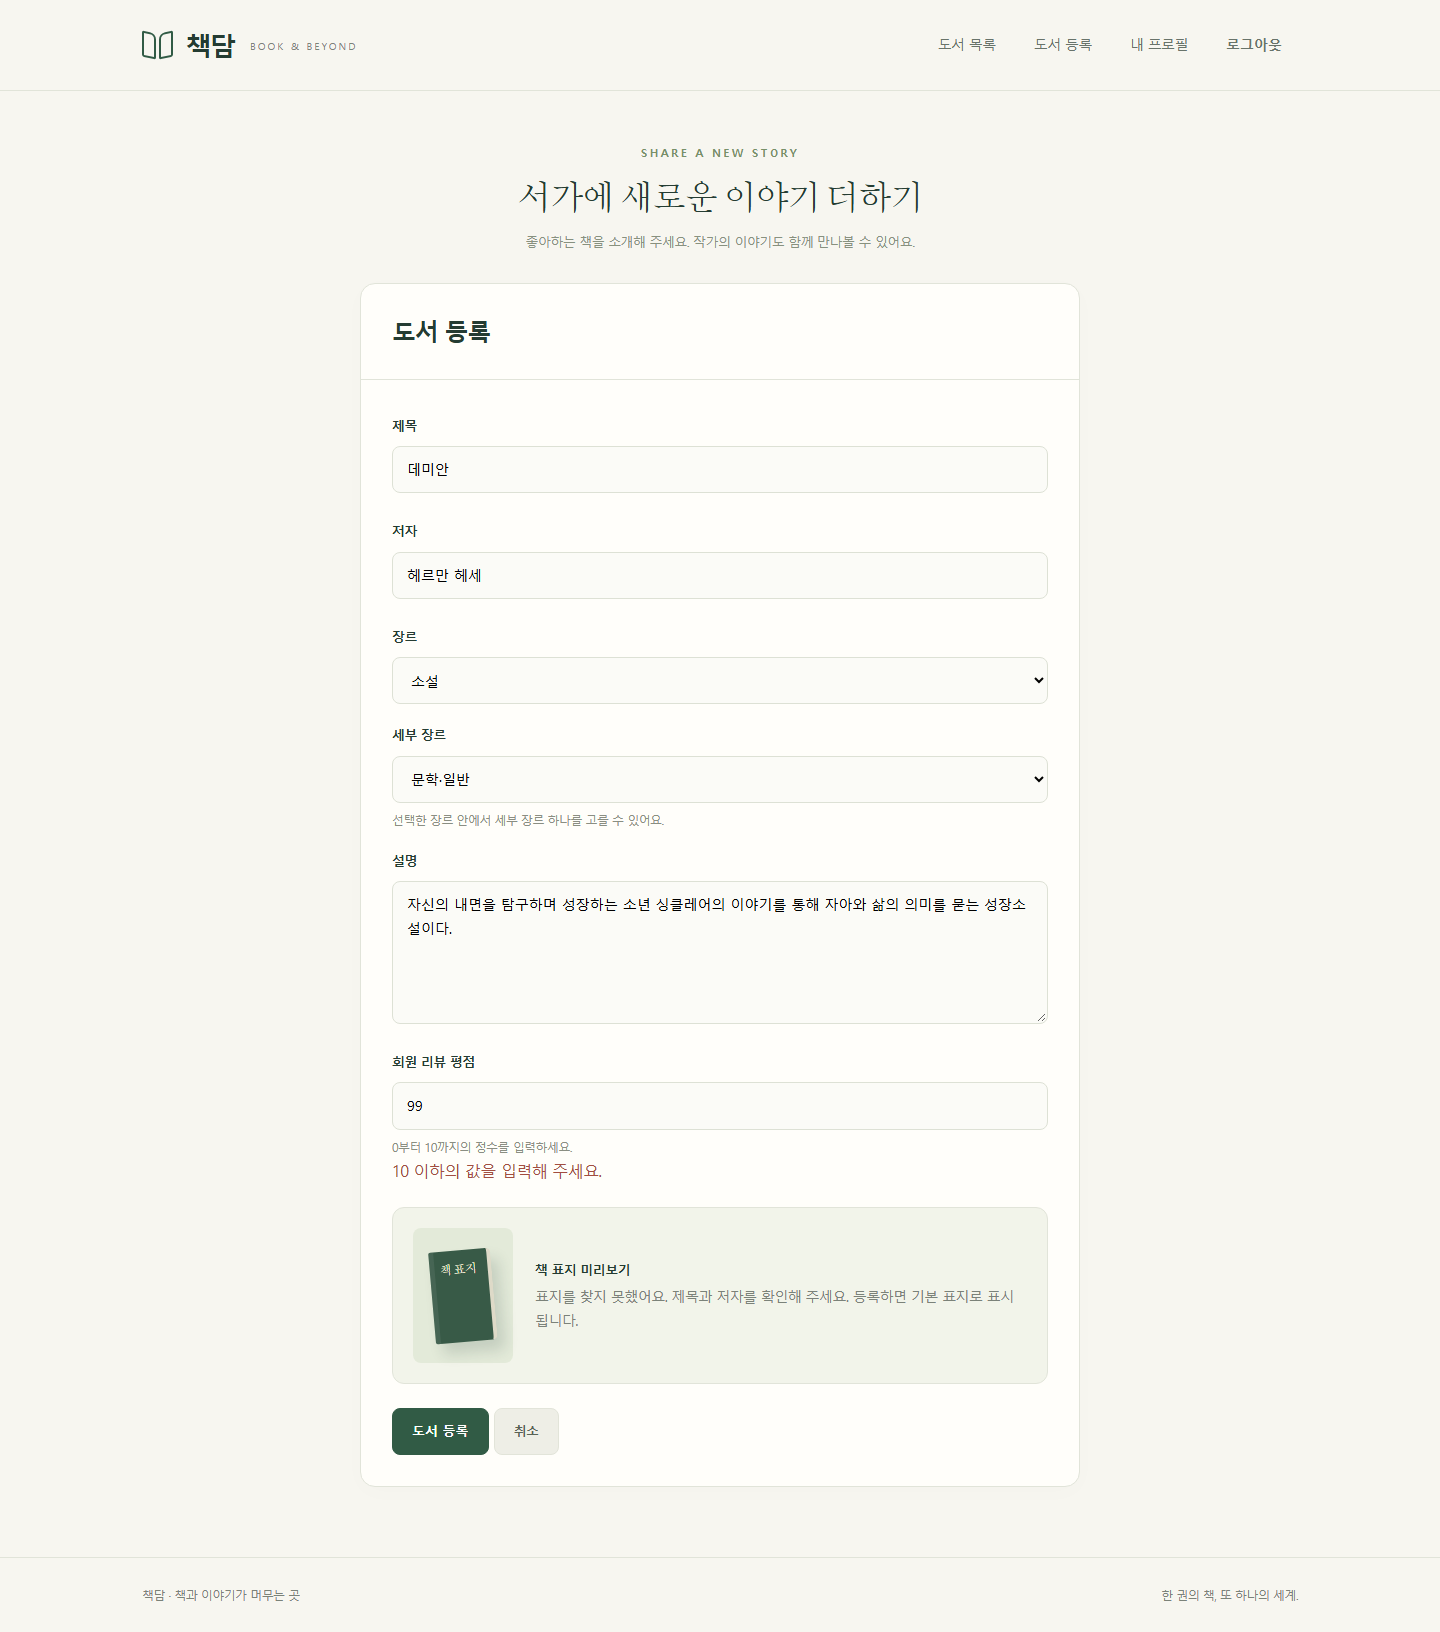 책담 BOOK & BEYOND
도서 목록 도서 등록 내 프로필 로그아웃
SHARE A NEW STORY
서가에 새로운 이야기 더하기
좋아하는 책을 소개해 주세요. 작가의 이야기도 함께 만나볼 수 있어요.
도서 등록
제목
데미안
저자
헤르만 헤세
장르
소설
세부 장르
문학·일반
선택한 장르 안에서 세부 장르 하나를 고를 수 있어요.
설명
자신의 내면을 탐구하며 성장하는 소년 싱클레어의 이야기를 통해 자아와 삶의 의미를 묻는 성장소
설이다.
회원 리뷰 평점
99
0부터 10까지의 정수를 입력하세요.
10 이하의 값을 입력해 주세요.
책 표지
책 표지 미리보기
표지를 찾지 못했어요. 제목과 저자를 확인해 주세요. 등록하면 기본 표지로 표시
됩니다.
도서 등록 취소
책담 · 책과 이야기가 머무는 곳
한 권의 책, 또 하나의 세계.